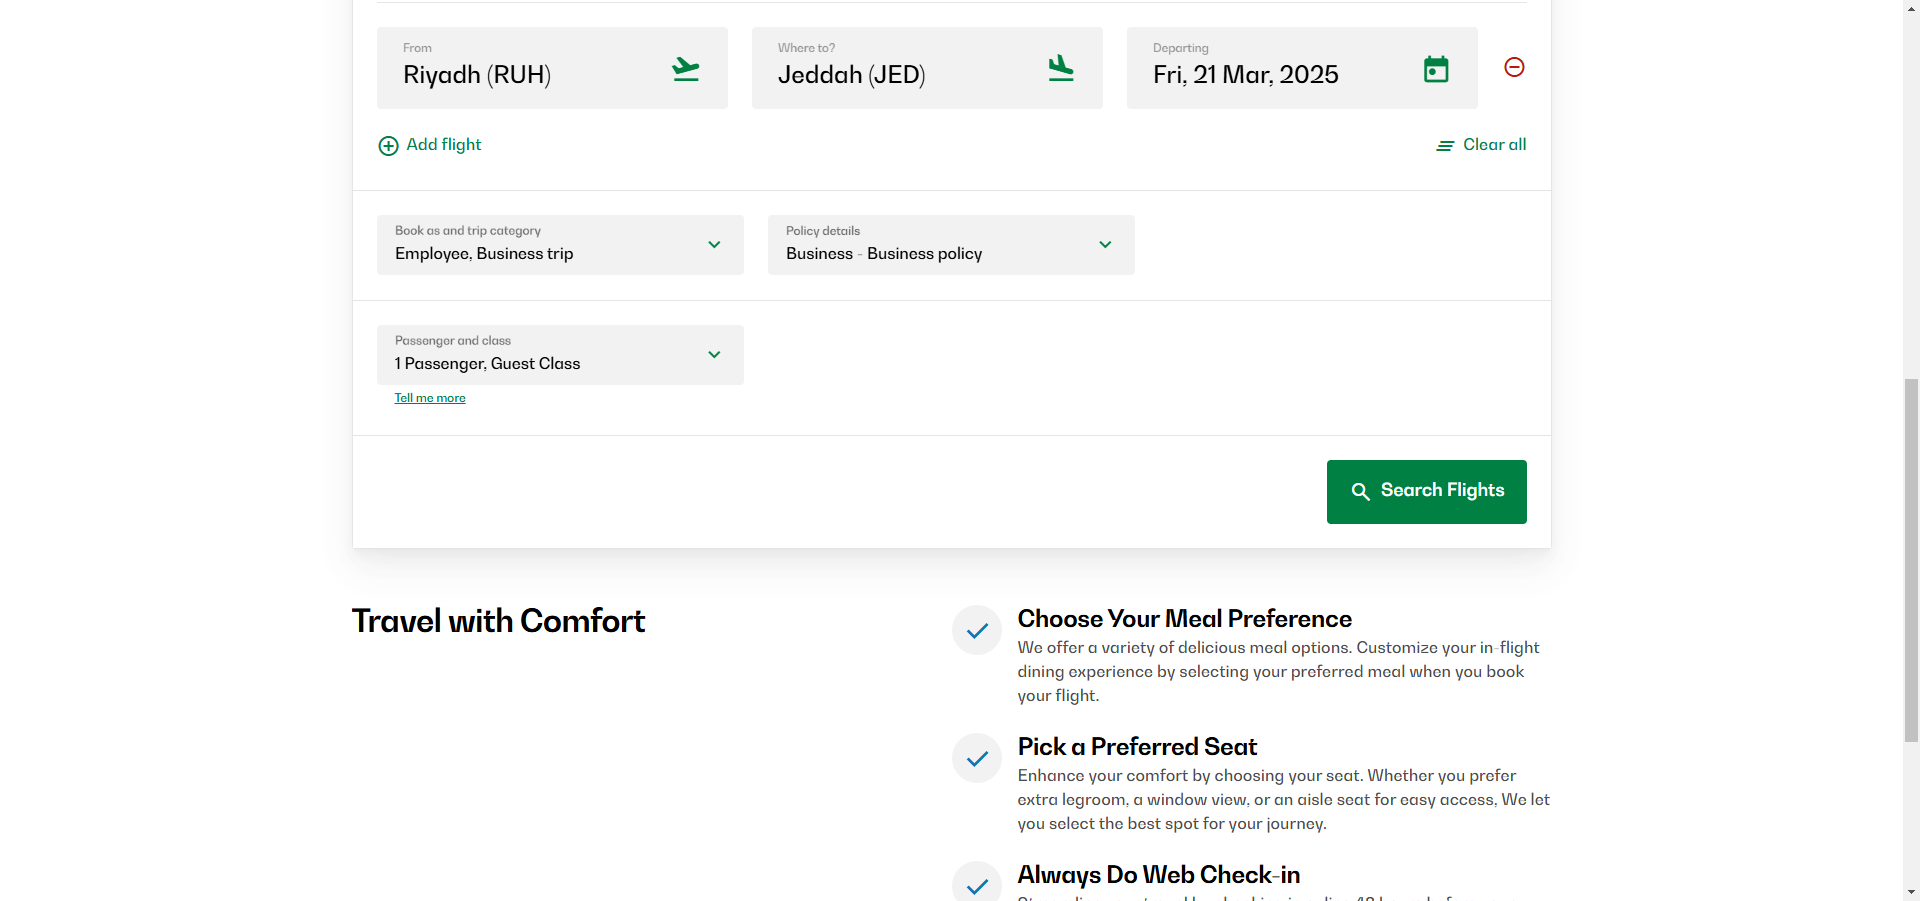 From
Riyadh (RUH)
Where to?
Jeddah (JED)
Departing
Fri, 21 Mar, 2025
Add flight
Clear all
Book as and trip category
Employee, Business trip
Policy details
Business - Business policy
Passenger and class
1 Passenger, Guest Class
Tell me more
Search Flights
Travel with Comfort
Choose Your Meal Preference
We offer a variety of delicious meal options. Customize your in-flight
dining experience by selecting your preferred meal when you book
your flight.
Pick a Preferred Seat
Enhance your comfort by choosing your seat. Whether you prefer
extra legroom, a window view, or an aisle seat for easy access, We let
you select the best spot for your journey.
Always Do Web Check-in